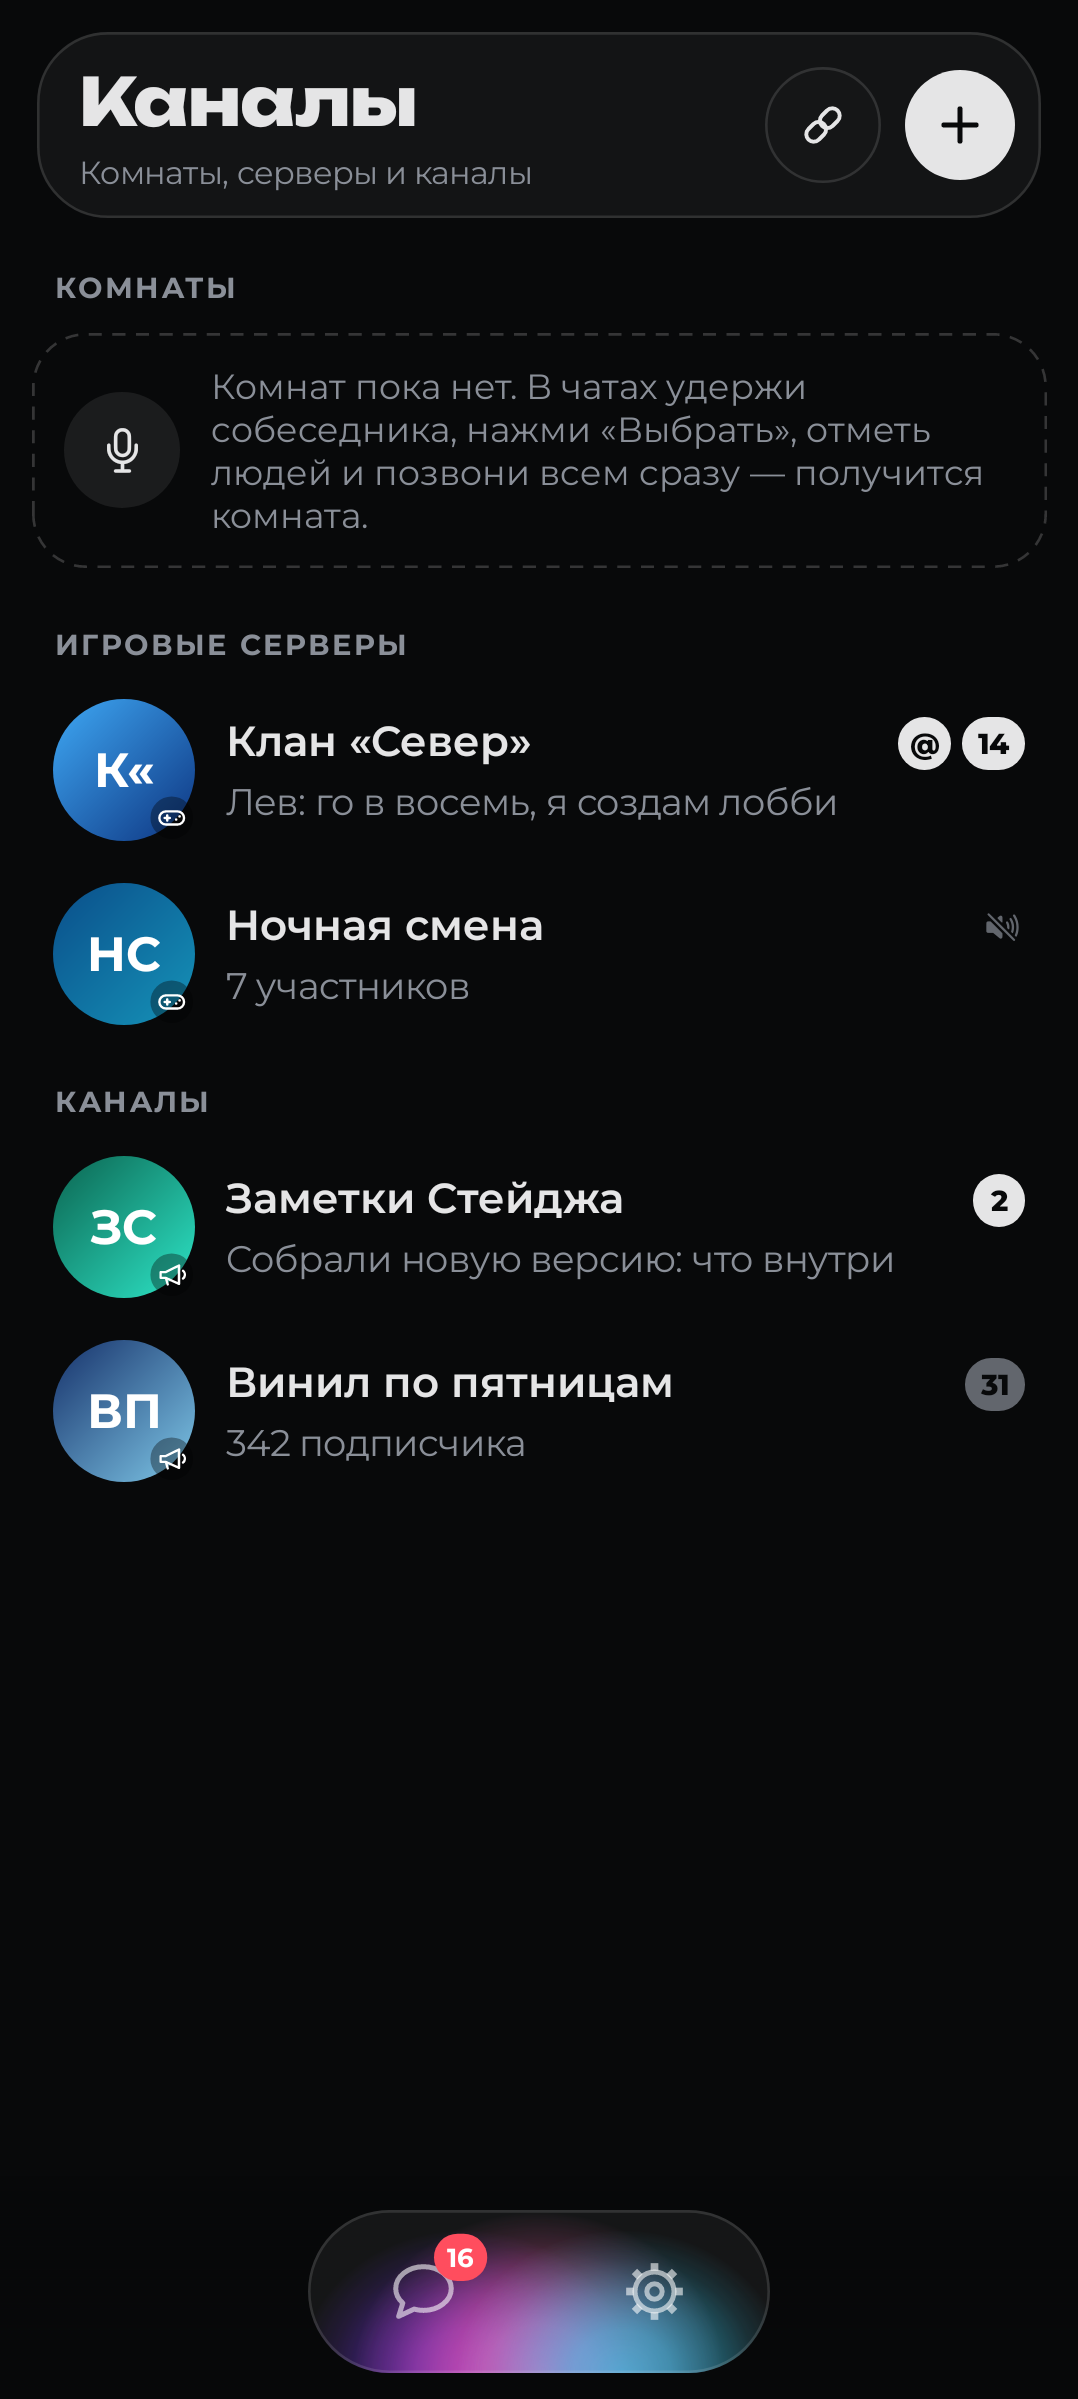 Каналы
Комнаты, серверы и каналы
КОМНАТЫ
Комнат пока нет. В чатах удержи
собеседника, нажми «Выбрать», отметь
людей и позвони всем сразу — получится
комната.
ИГРОВЫЕ СЕРВЕРЫ
К«
Клан «Север»
@ 14
Лев: го в восемь, я создам лобби
НС
Ночная смена
7 участников
КАНАЛЫ
ЗС
Заметки Стейджа
2
Собрали новую версию: что внутри
ВП
Винил по пятницам
31
342 подписчика
16